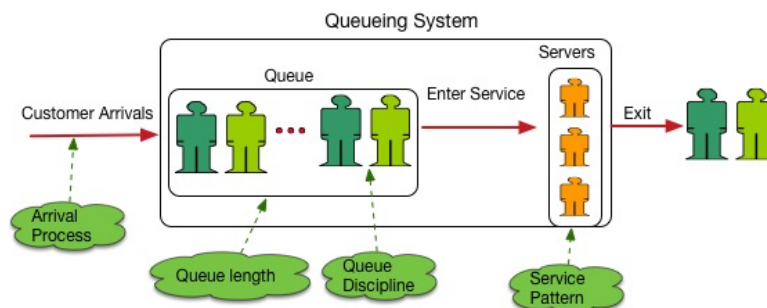 Queueing System
Servers
Queue
Customer Arrivals
Enter Service
Exit
Arrival
Process
Queue length
Queue
Discipline
Service
Pattern